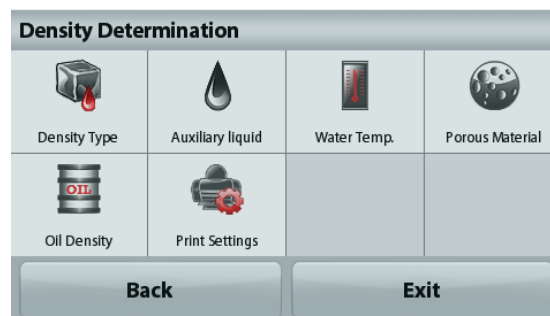 Density Determination
Density Type
Auxiliary liquid
Water Temp.
Porous Material
OIL
Oil Density
Print Settings
Back
Exit